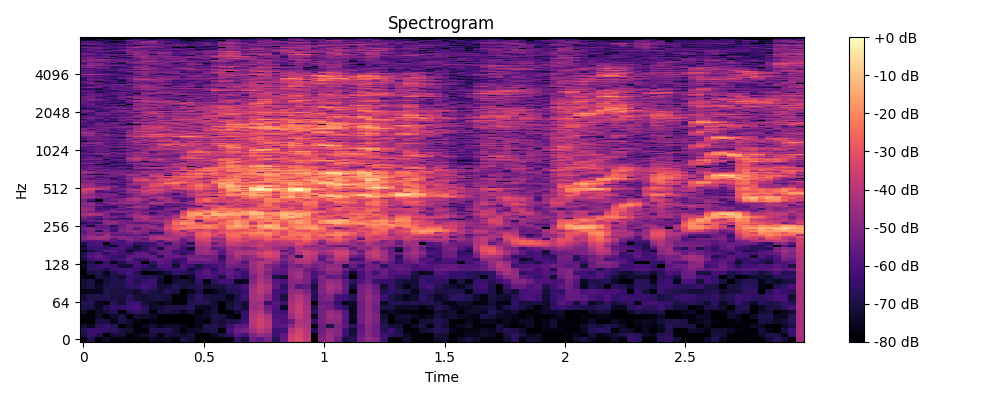 Spectrogram
Hz
4096
2048
1024
512
256
128
64
0
0
0.5
1
1.5
2
2.5
Time
+0 dB
-10 dB
-20 dB
-30 dB
-40 dB
-50 dB
-60 dB
-70 dB
-80 dB